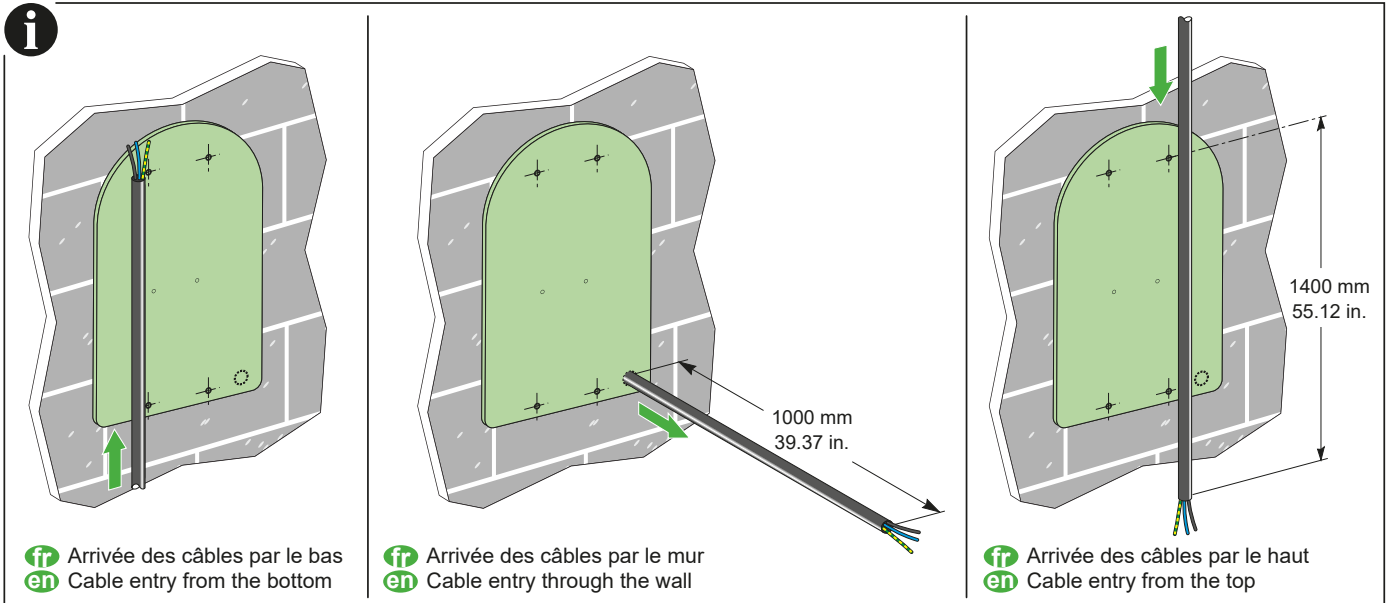 i
fr Arrivée des câbles par le bas
en Cable entry from the bottom
1000 mm
39.37 in.
fr Arrivée des câbles par le mur
en Cable entry through the wall
1400 mm
55.12 in.
fr Arrivée des câbles par le haut
en Cable entry from the top